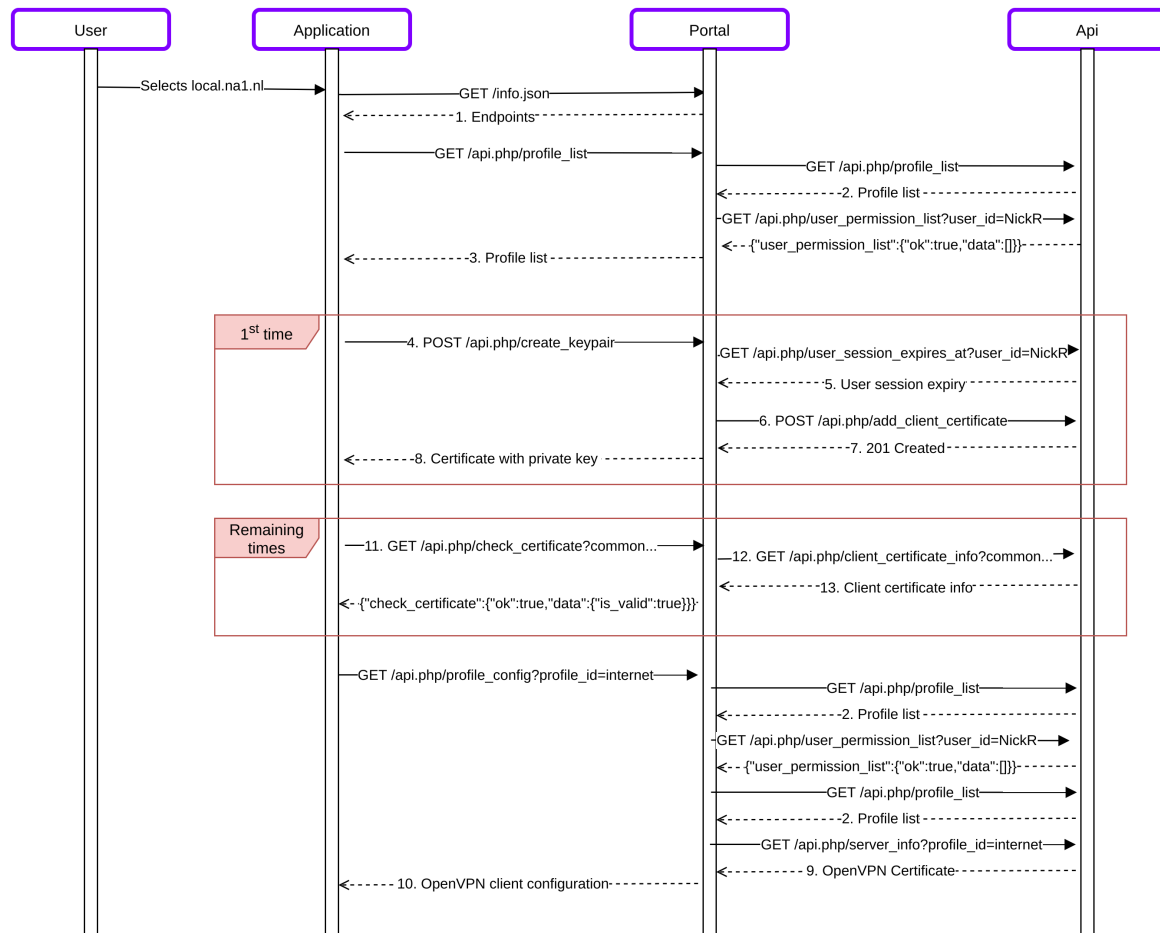 User
Application
Portal
Api
Selects local.na1.nl
GET /info.json
1. Endpoints
GET /api.php/profile_list
GET /api.php/profile_list
2. Profile list
GET /api.php/user_permission_list?user_id=NickR
{"user_permission_list":{"ok":true,"data":[]}}
3. Profile list
1st time
4. POST /api.php/create_keypair
GET /api.php/user_session_expires_at?user_id=NickR
5. User session expiry
6. POST /api.php/add_client_certificate
7. 201 Created
8. Certificate with private key
Remaining
times
11. GET /api.php/check_certificate?common...
12. GET /api.php/client_certificate_info?common...
13. Client certificate info
{"check_certificate":{"ok":true,"data":{"is_valid":true}}}
GET /api.php/profile_config?profile_id=internet
GET /api.php/profile_list
2. Profile list
GET /api.php/user_permission_list?user_id=NickR
{"user_permission_list":{"ok":true,"data":[]}}
GET /api.php/profile_list
2. Profile list
GET /api.php/server_info?profile_id=internet
9. OpenVPN Certificate
10. OpenVPN client configuration